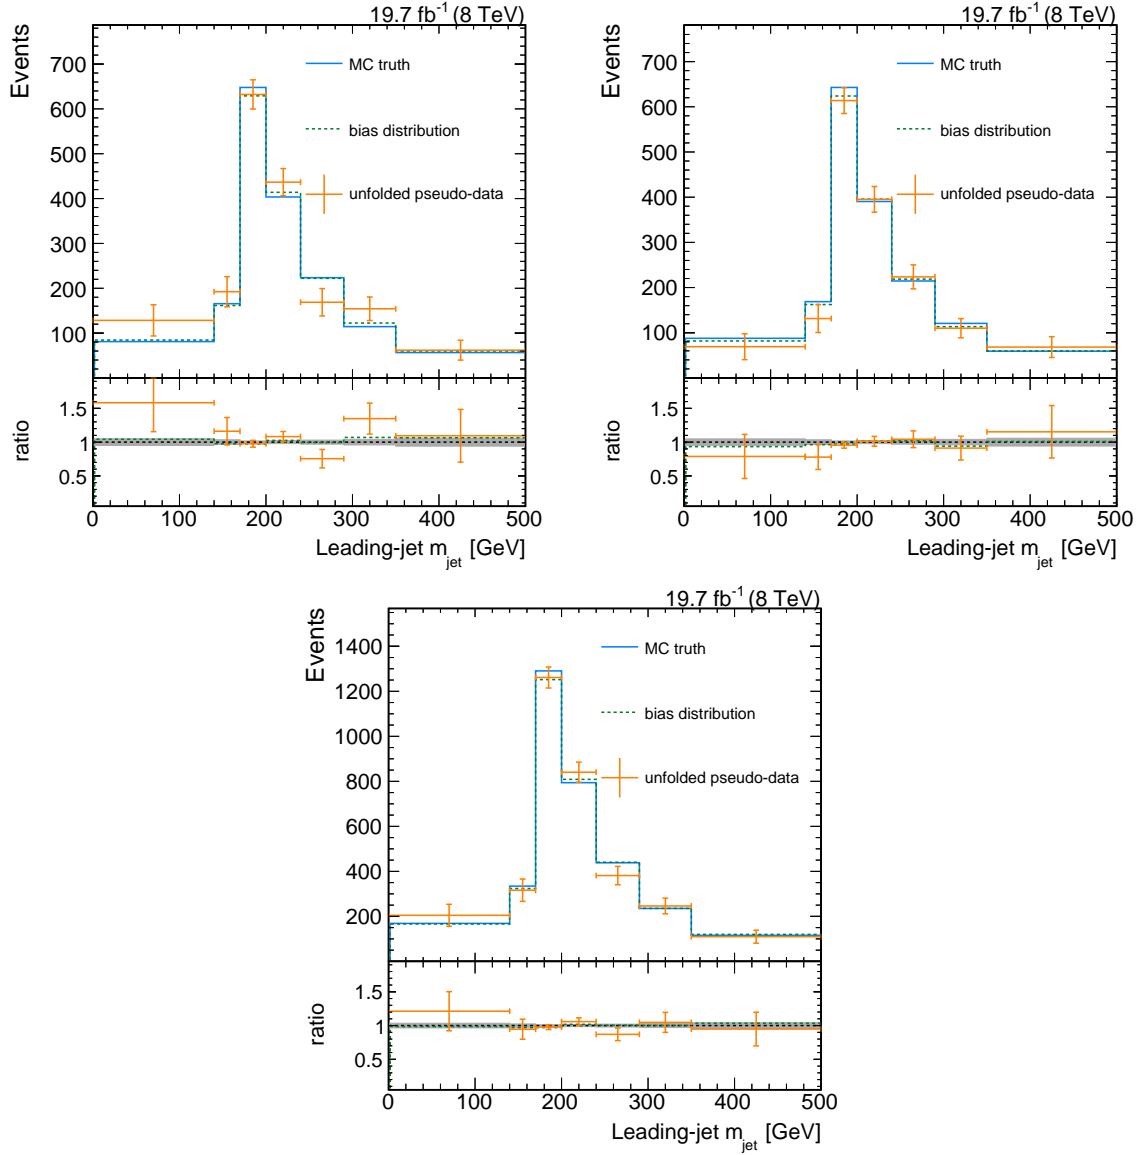 19.7 fb-1 (8 TeV)
Events
700
600
500
400
300
200
100
MC truth
bias distribution
unfolded pseudo-data
ratio
1.5
1
0.5
0 100 200 300 400 500
Leading-jet mjet [GeV]
19.7 fb-1 (8 TeV)
Events
700
600
500
400
300
200
100
MC truth
bias distribution
unfolded pseudo-data
ratio
1.5
1
0.5
0 100 200 300 400 500
Leading-jet mjet [GeV]
19.7 fb-1 (8 TeV)
Events
1400
1200
1000
800
600
400
200
MC truth
bias distribution
unfolded pseudo-data
ratio
1.5
1
0.5
0 100 200 300 400 500
Leading-jet mjet [GeV]